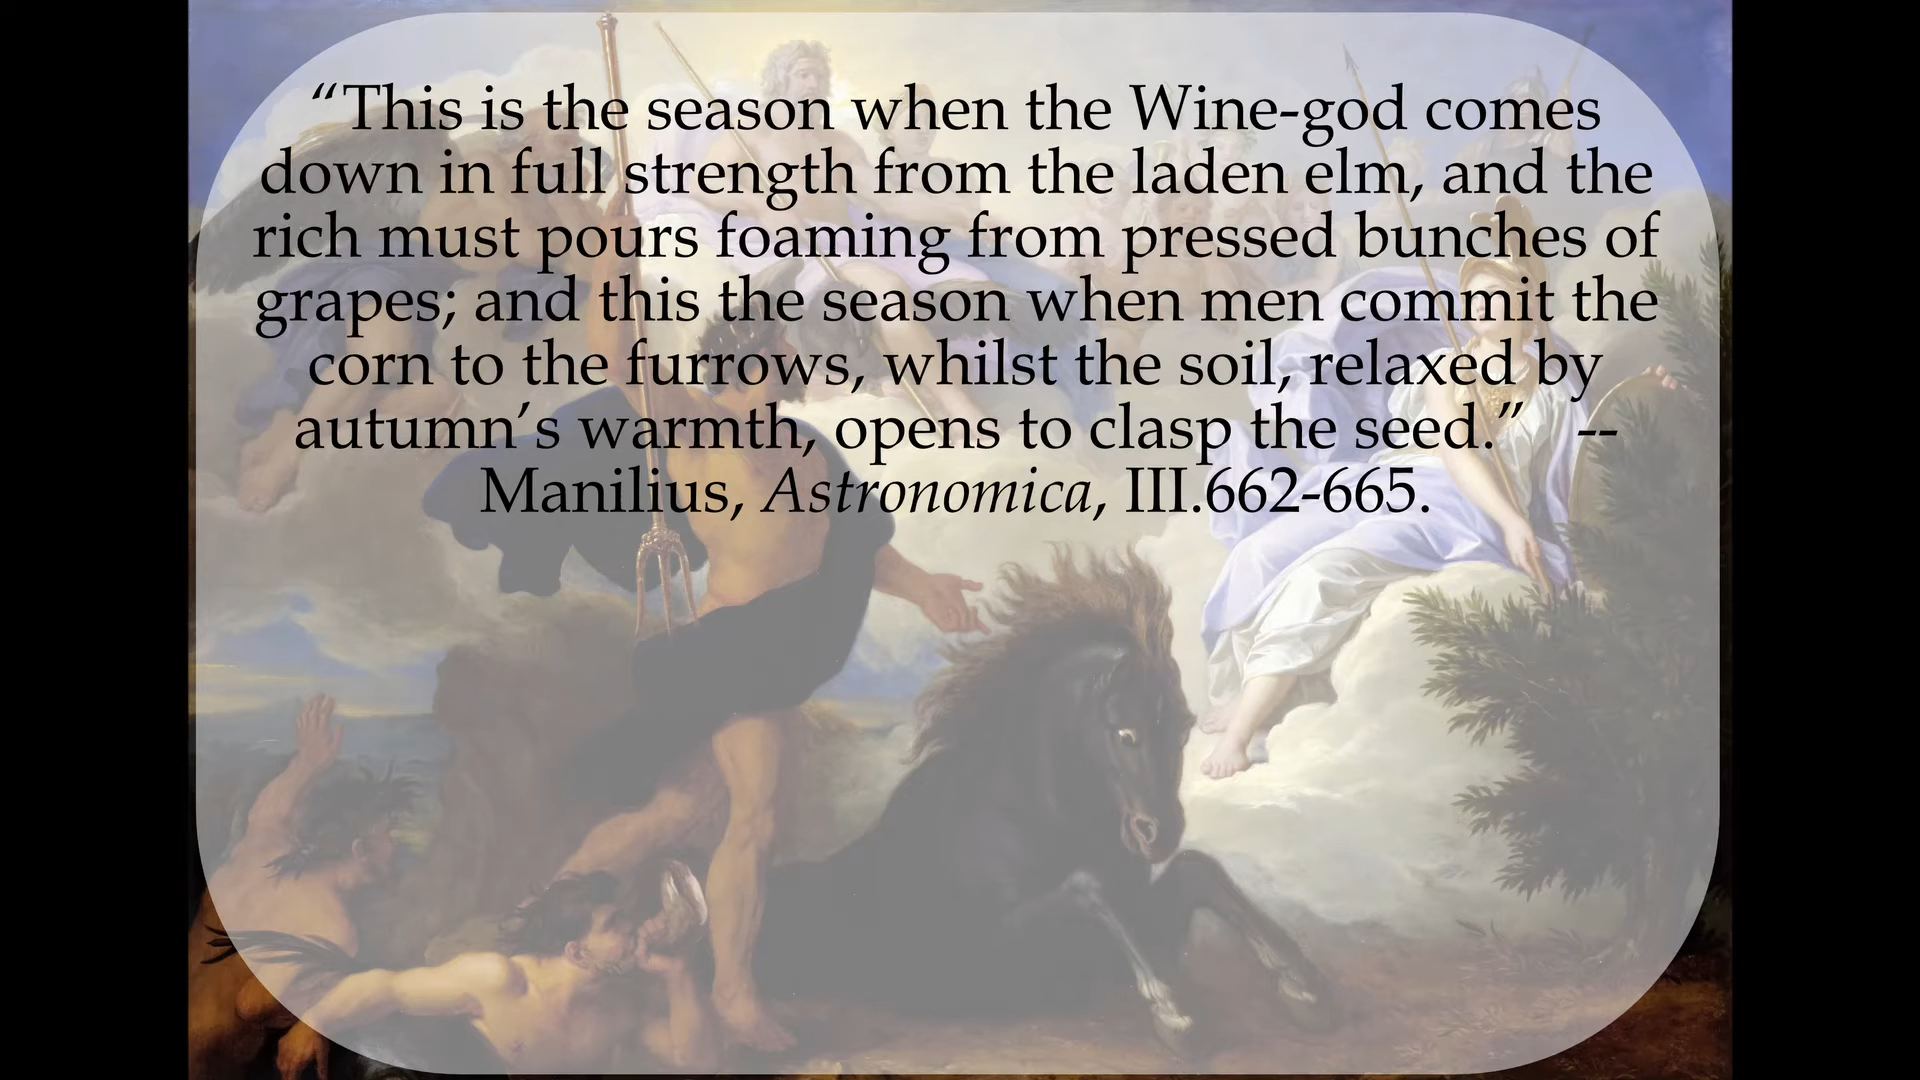 “This is the season when the Wine-god comes
down in full strength from the laden elm, and the
rich must pours foaming from pressed bunches of
grapes; and this the season when men commit the
corn to the furrows, whilst the soil, relaxed by
autumn’s warmth, opens to clasp the seed.” --
Manilius, Astronomica, III.662-665.